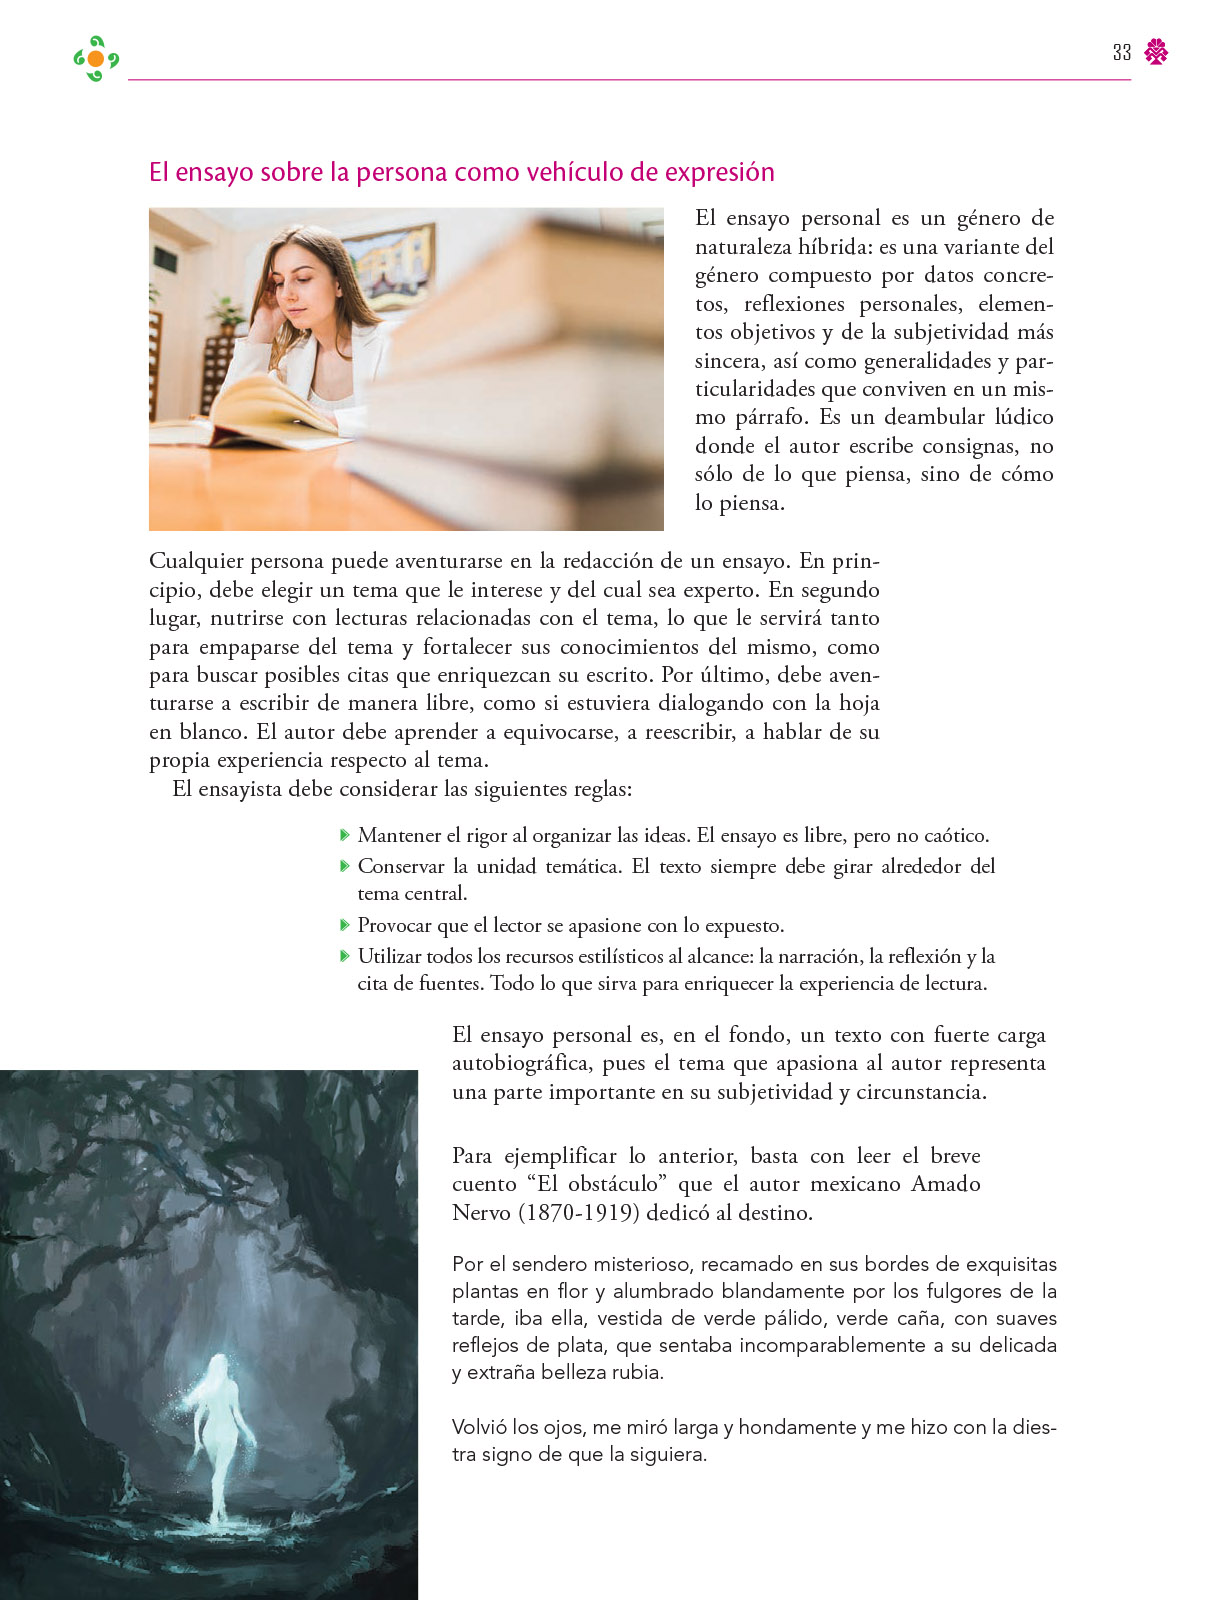 33
El ensayo sobre la persona como vehículo de expresión
El ensayo personal es un género de
naturaleza híbrida: es una variante del
género compuesto por datos concre-
tos, reflexiones personales, elemen-
tos objetivos y de la subjetividad más
sincera, así como generalidades y par-
ticularidades que conviven en un mis-
mo párrafo. Es un deambular lúdico
donde el autor escribe consignas, no
sólo de lo que piensa, sino de cómo
lo piensa.
Cualquier persona puede aventurarse en la redacción de un ensayo. En prin-
cipio, debe elegir un tema que le interese y del cual sea experto. En segundo
lugar, nutrirse con lecturas relacionadas con el tema, lo que le servirá tanto
para empaparse del tema y fortalecer sus conocimientos del mismo, como
para buscar posibles citas que enriquezcan su escrito. Por último, debe aven-
turarse a escribir de manera libre, como si estuviera dialogando con la hoja
en blanco. El autor debe aprender a equivocarse, a reescribir, a hablar de su
propia experiencia respecto al tema.
El ensayista debe considerar las siguientes reglas:
Mantener el rigor al organizar las ideas. El ensayo es libre, pero no caótico.
Conservar la unidad temática. El texto siempre debe girar alrededor del
tema central.
Provocar que el lector se apasione con lo expuesto.
Utilizar todos los recursos estilísticos al alcance: la narración, la reflexión y la
cita de fuentes. Todo lo que sirva para enriquecer la experiencia de lectura.
El ensayo personal es, en el fondo, un texto con fuerte carga
autobiográfica, pues el tema que apasiona al autor representa
una parte importante en su subjetividad y circunstancia.
Para ejemplificar lo anterior, basta con leer el breve
cuento “El obstáculo” que el autor mexicano Amado
Nervo (1870-1919) dedicó al destino.
Por el sendero misterioso, recamado en sus bordes de exquisitas
plantas en flor y alumbrado blandamente por los fulgores de la
tarde, iba ella, vestida de verde pálido, verde caña, con suaves
reflejos de plata, que sentaba incomparablemente a su delicada
y extraña belleza rubia.
Volvió los ojos, me miró larga y hondamente y me hizo con la dies-
tra signo de que la siguiera.